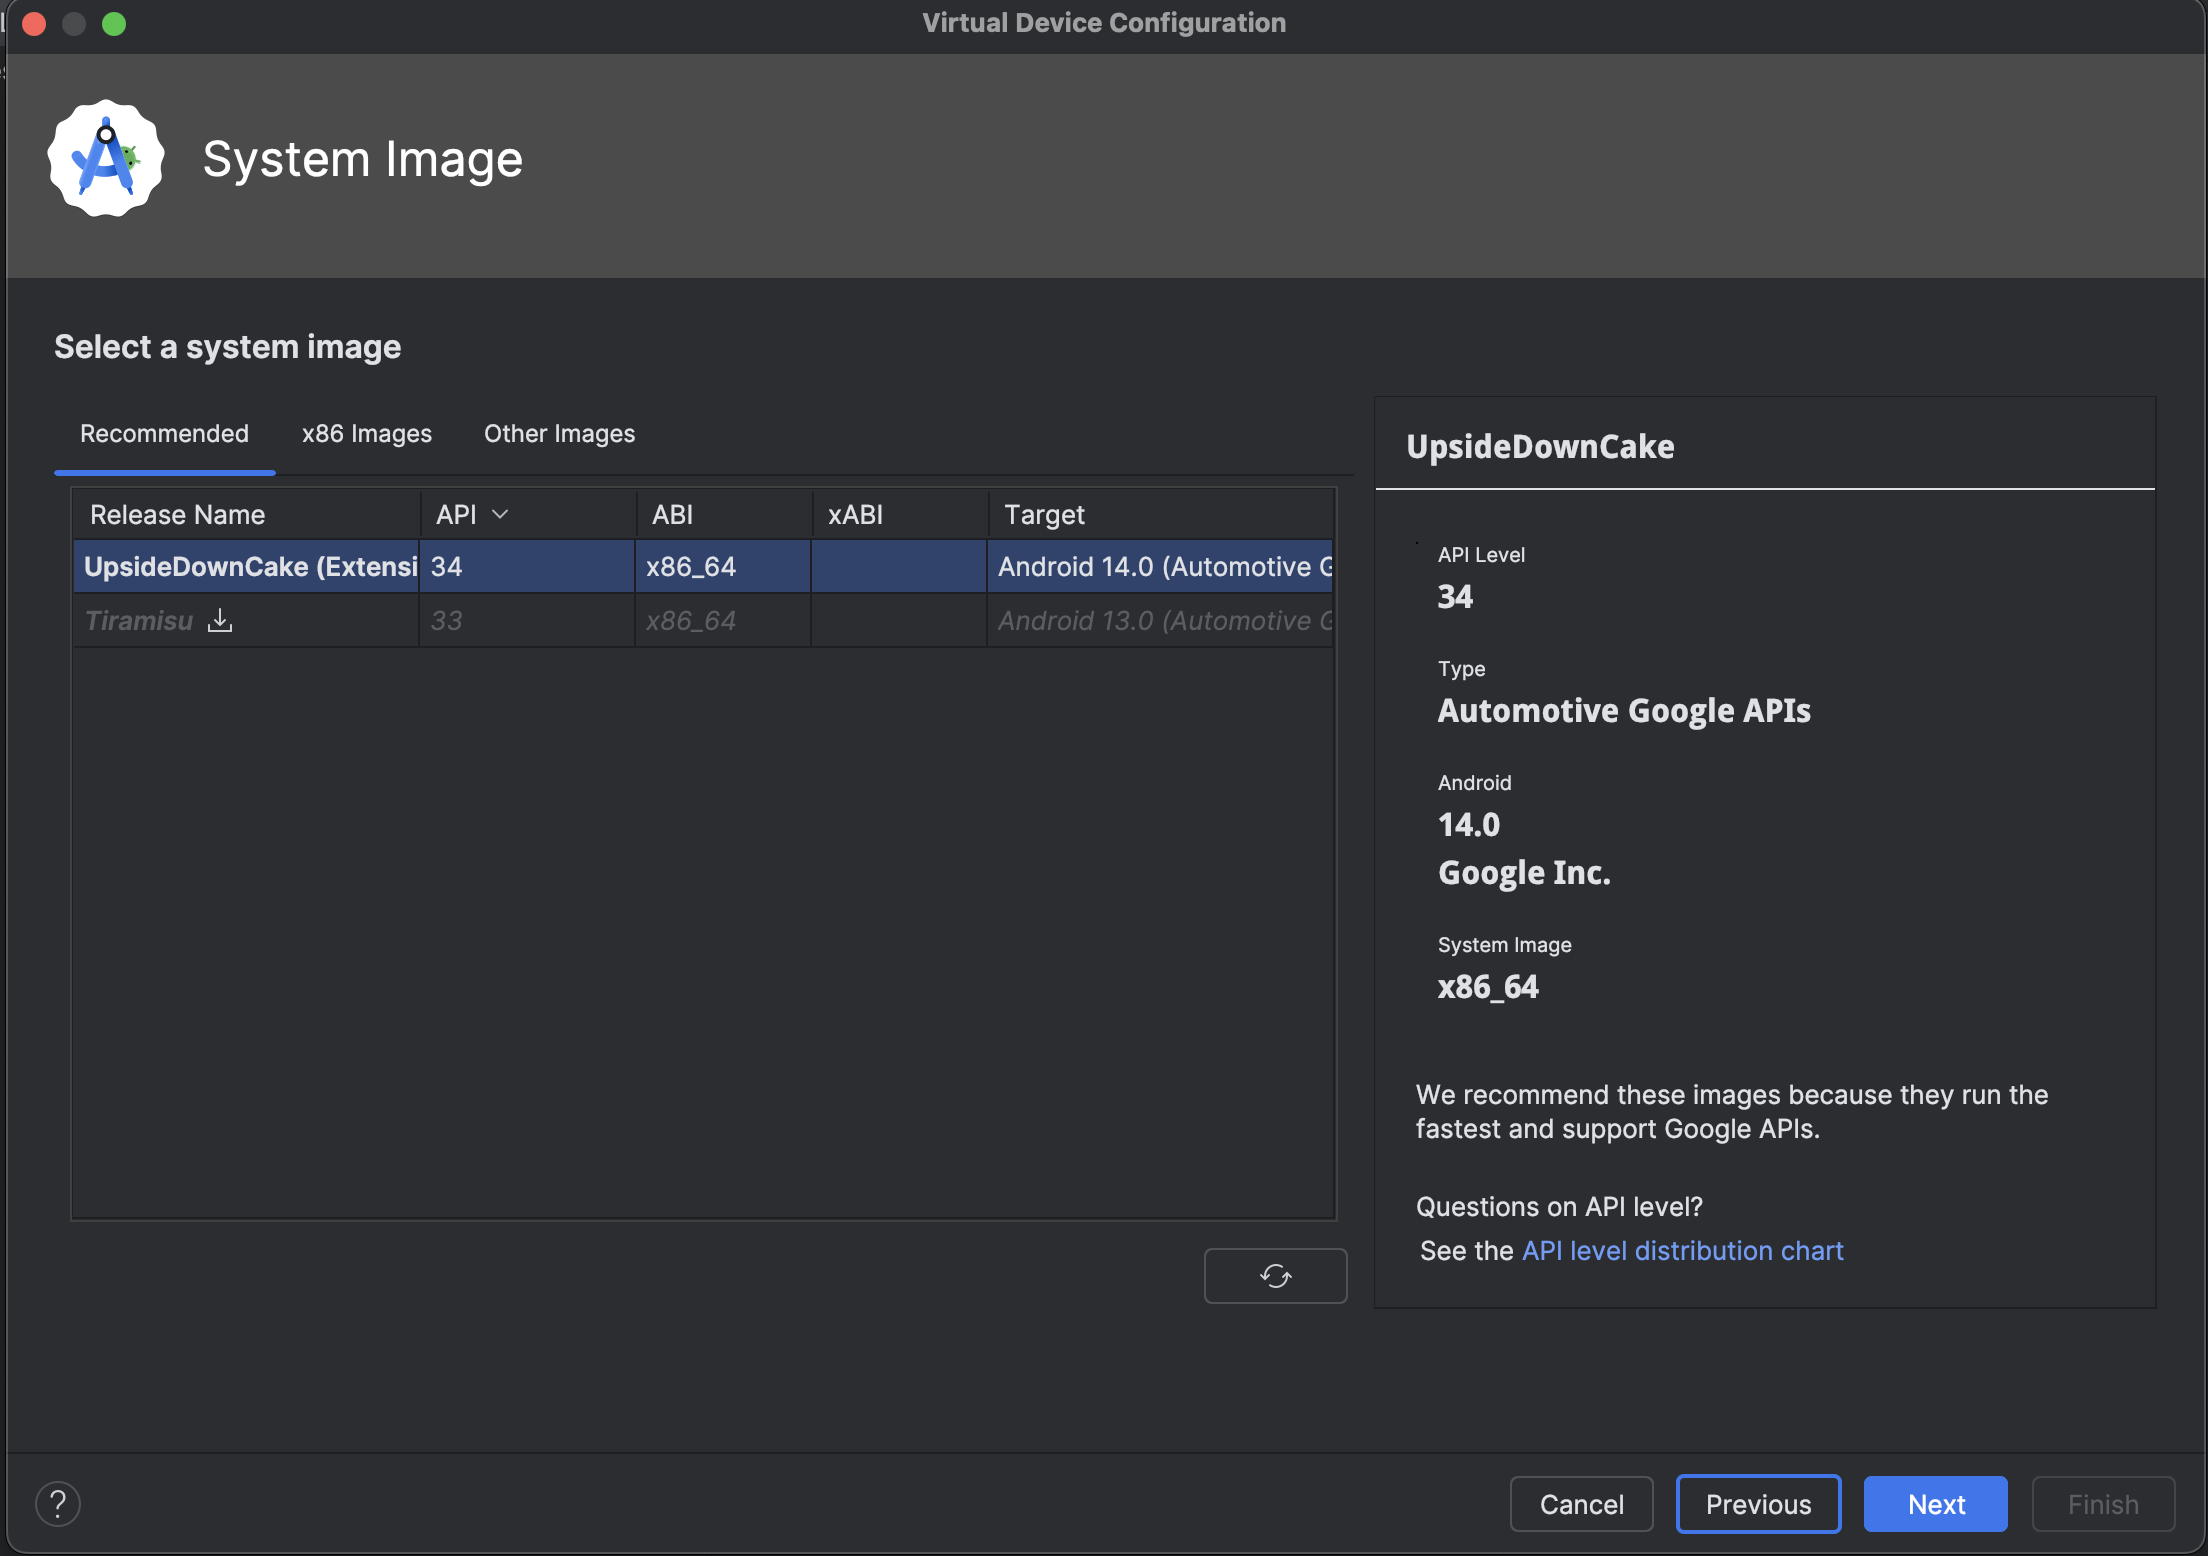 Virtual Device Configuration
System Image
Select a system image
Recommended x86 Images Other Images
Release Name API ABI xABI Target
UpsideDownCake (Extensi 34 x86_64 Android 14.0 (Automotive G
Tiramisu 33 x86_64 Android 13.0 (Automotive G
UpsideDownCake
API Level
34
Type
Automotive Google APIs
Android
14.0
Google Inc.
System Image
x86_64
We recommend these images because they run the
fastest and support Google APIs.
Questions on API level?
See the API level distribution chart
?
Cancel Previous Next Finish